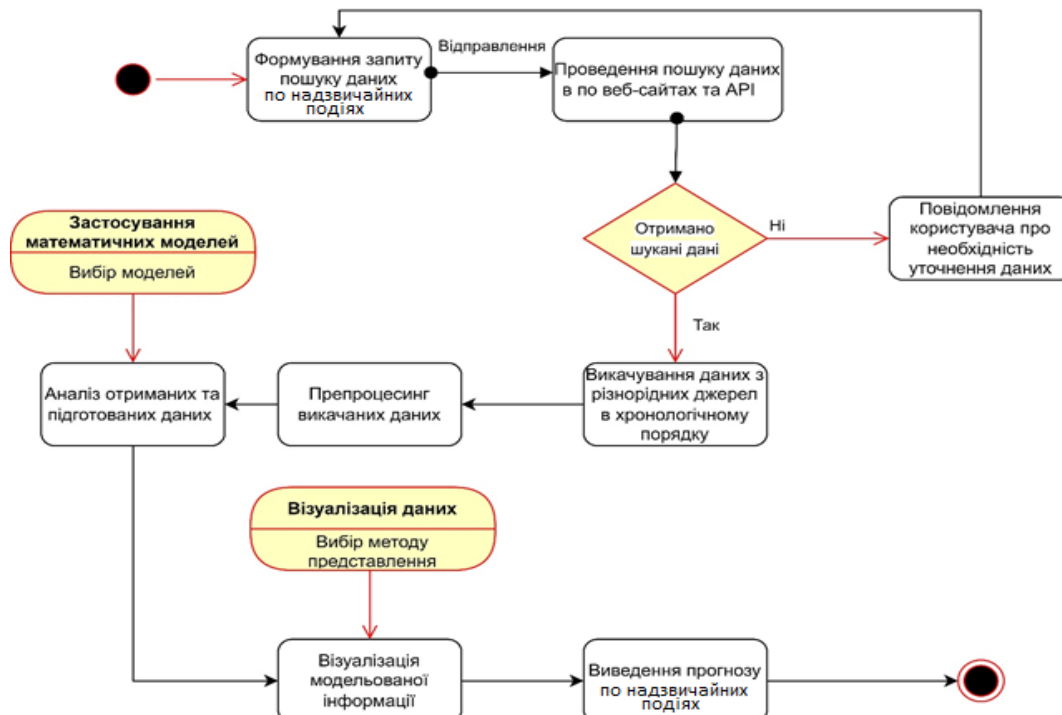 Формування запиту
пошуку даних
по надзвичайних
подіях
Відправлення
Проведення пошуку даних
в по веб-сайтах та API
Отримано
шукані дані
Ні
Повідомлення
користувача про
необхідність
уточнення даних
Так
Застосування
математичних моделей
Вибір моделей
Аналіз отриманих та
підготованих даних
Препроцесинг
викачаних даних
Викачування даних з
різнорідних джерел
в хронологічному
порядку
Візуалізація даних
Вибір методу
представлення
Візуалізація
модельованої
інформації
Виведення прогнозу
по надзвичайних
подіях